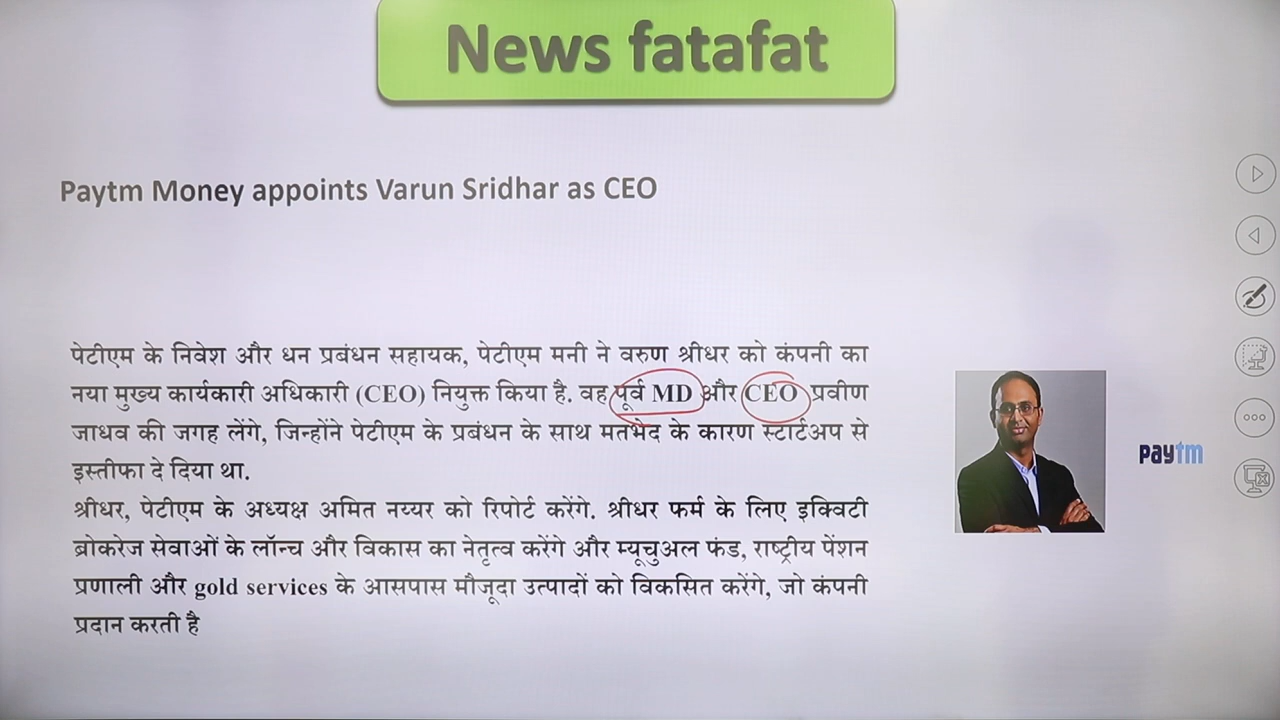 News fatafat
Paytm Money appoints Varun Sridhar as CEO
पेटीएम के निवेश और धन प्रबंधन सहायक, पेटीएम मनी ने वरुण श्रीधर को कंपनी का
नया मुख्य कार्यकारी अधिकारी (CEO) नियुक्त किया है. वह पूर्व MD और CEO प्रवीण
जाधव की जगह लेंगे, जिन्होंने पेटीएम के प्रबंधन के साथ मतभेद के कारण स्टार्टअप से
इस्तीफा दे दिया था.
श्रीधर, पेटीएम के अध्यक्ष अमित नय्यर को रिपोर्ट करेंगे. श्रीधर फर्म के लिए इक्विटी
ब्रोकरेज सेवाओं के लॉन्च और विकास का नेतृत्व करेंगे और म्यूचुअल फंड, राष्ट्रीय पेंशन
प्रणाली और gold services के आसपास मौजूदा उत्पादों को विकसित करेंगे, जो कंपनी
प्रदान करती है
paytm